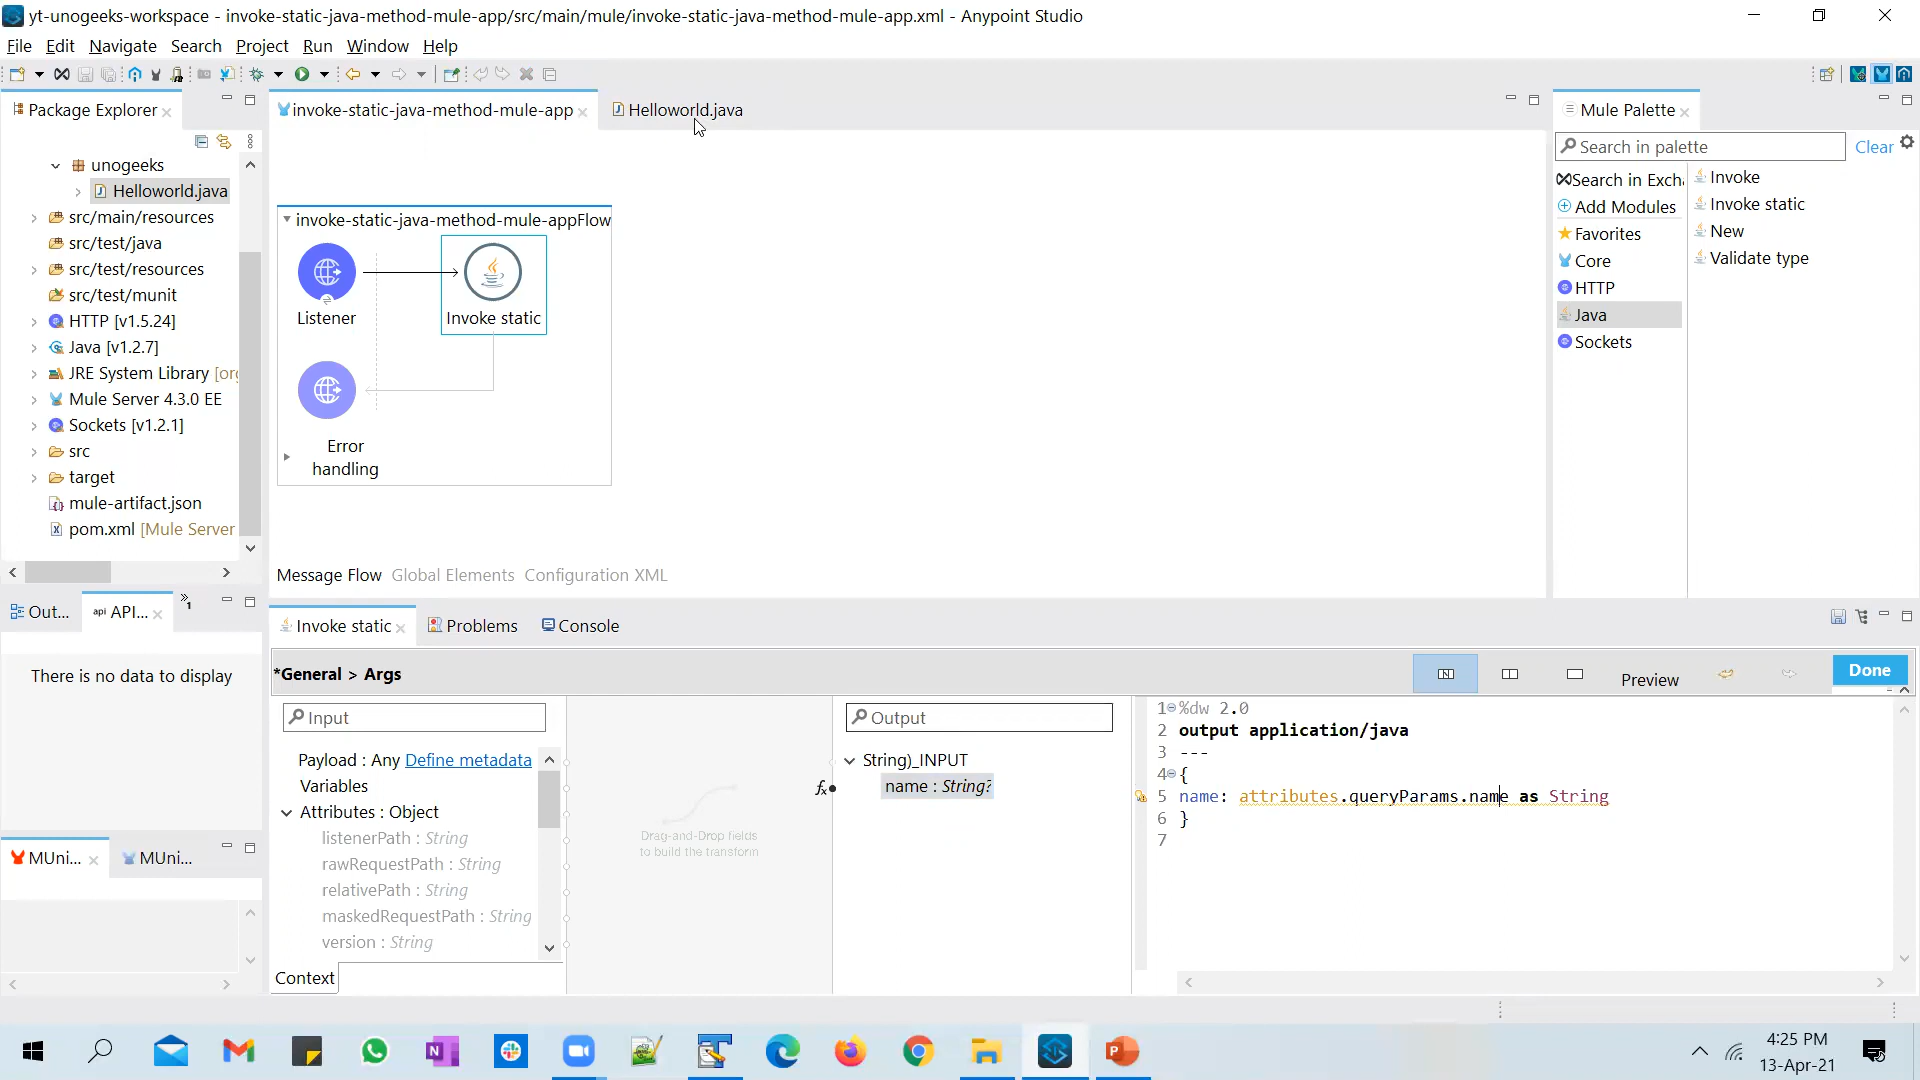 yt-unogeeks-workspace - invoke-static-java-method-mule-app/src/main/mule/invoke-static-java-method-mule-app.xml - Anypoint Studio
File Edit Navigate Search Project Run Window Help
Package Explorer
unogeeks
Helloworld.java
src/main/resources
src/test/java
src/test/resources
src/test/munit
HTTP [v1.5.24]
Java [v1.2.7]
JRE System Library [org
Mule Server 4.3.0 EE
Sockets [v1.2.1]
src
target
mule-artifact.json
pom.xml [Mule Server
Out...
api API...
1
There is no data to display
MUni...
MUni...
invoke-static-java-method-mule-app
Helloworld.java
invoke-static-java-method-mule-appFlow
Listener
Invoke static
Error
handling
Message Flow Global Elements Configuration XML
Mule Palette
Search in palette
Clear
Search in Exch
Add Modules
Favorites
Core
HTTP
Java
Sockets
Invoke
Invoke static
New
Validate type
Invoke static
Problems
Console
*General > Args
Preview
Done
Input
Payload : Any Define metadata
Variables
Attributes : Object
listenerPath : String
rawRequestPath : String
relativePath : String
maskedRequestPath : String
version : String
Context
Drag-and-Drop fields
to build the transform
Output
String)_INPUT
fx
name : String?
1 %dw 2.0
2 output application/java
3 ---
4 {
5 name: attributes.queryParams.name as String
6 }
7
4:25 PM
13-Apr-21